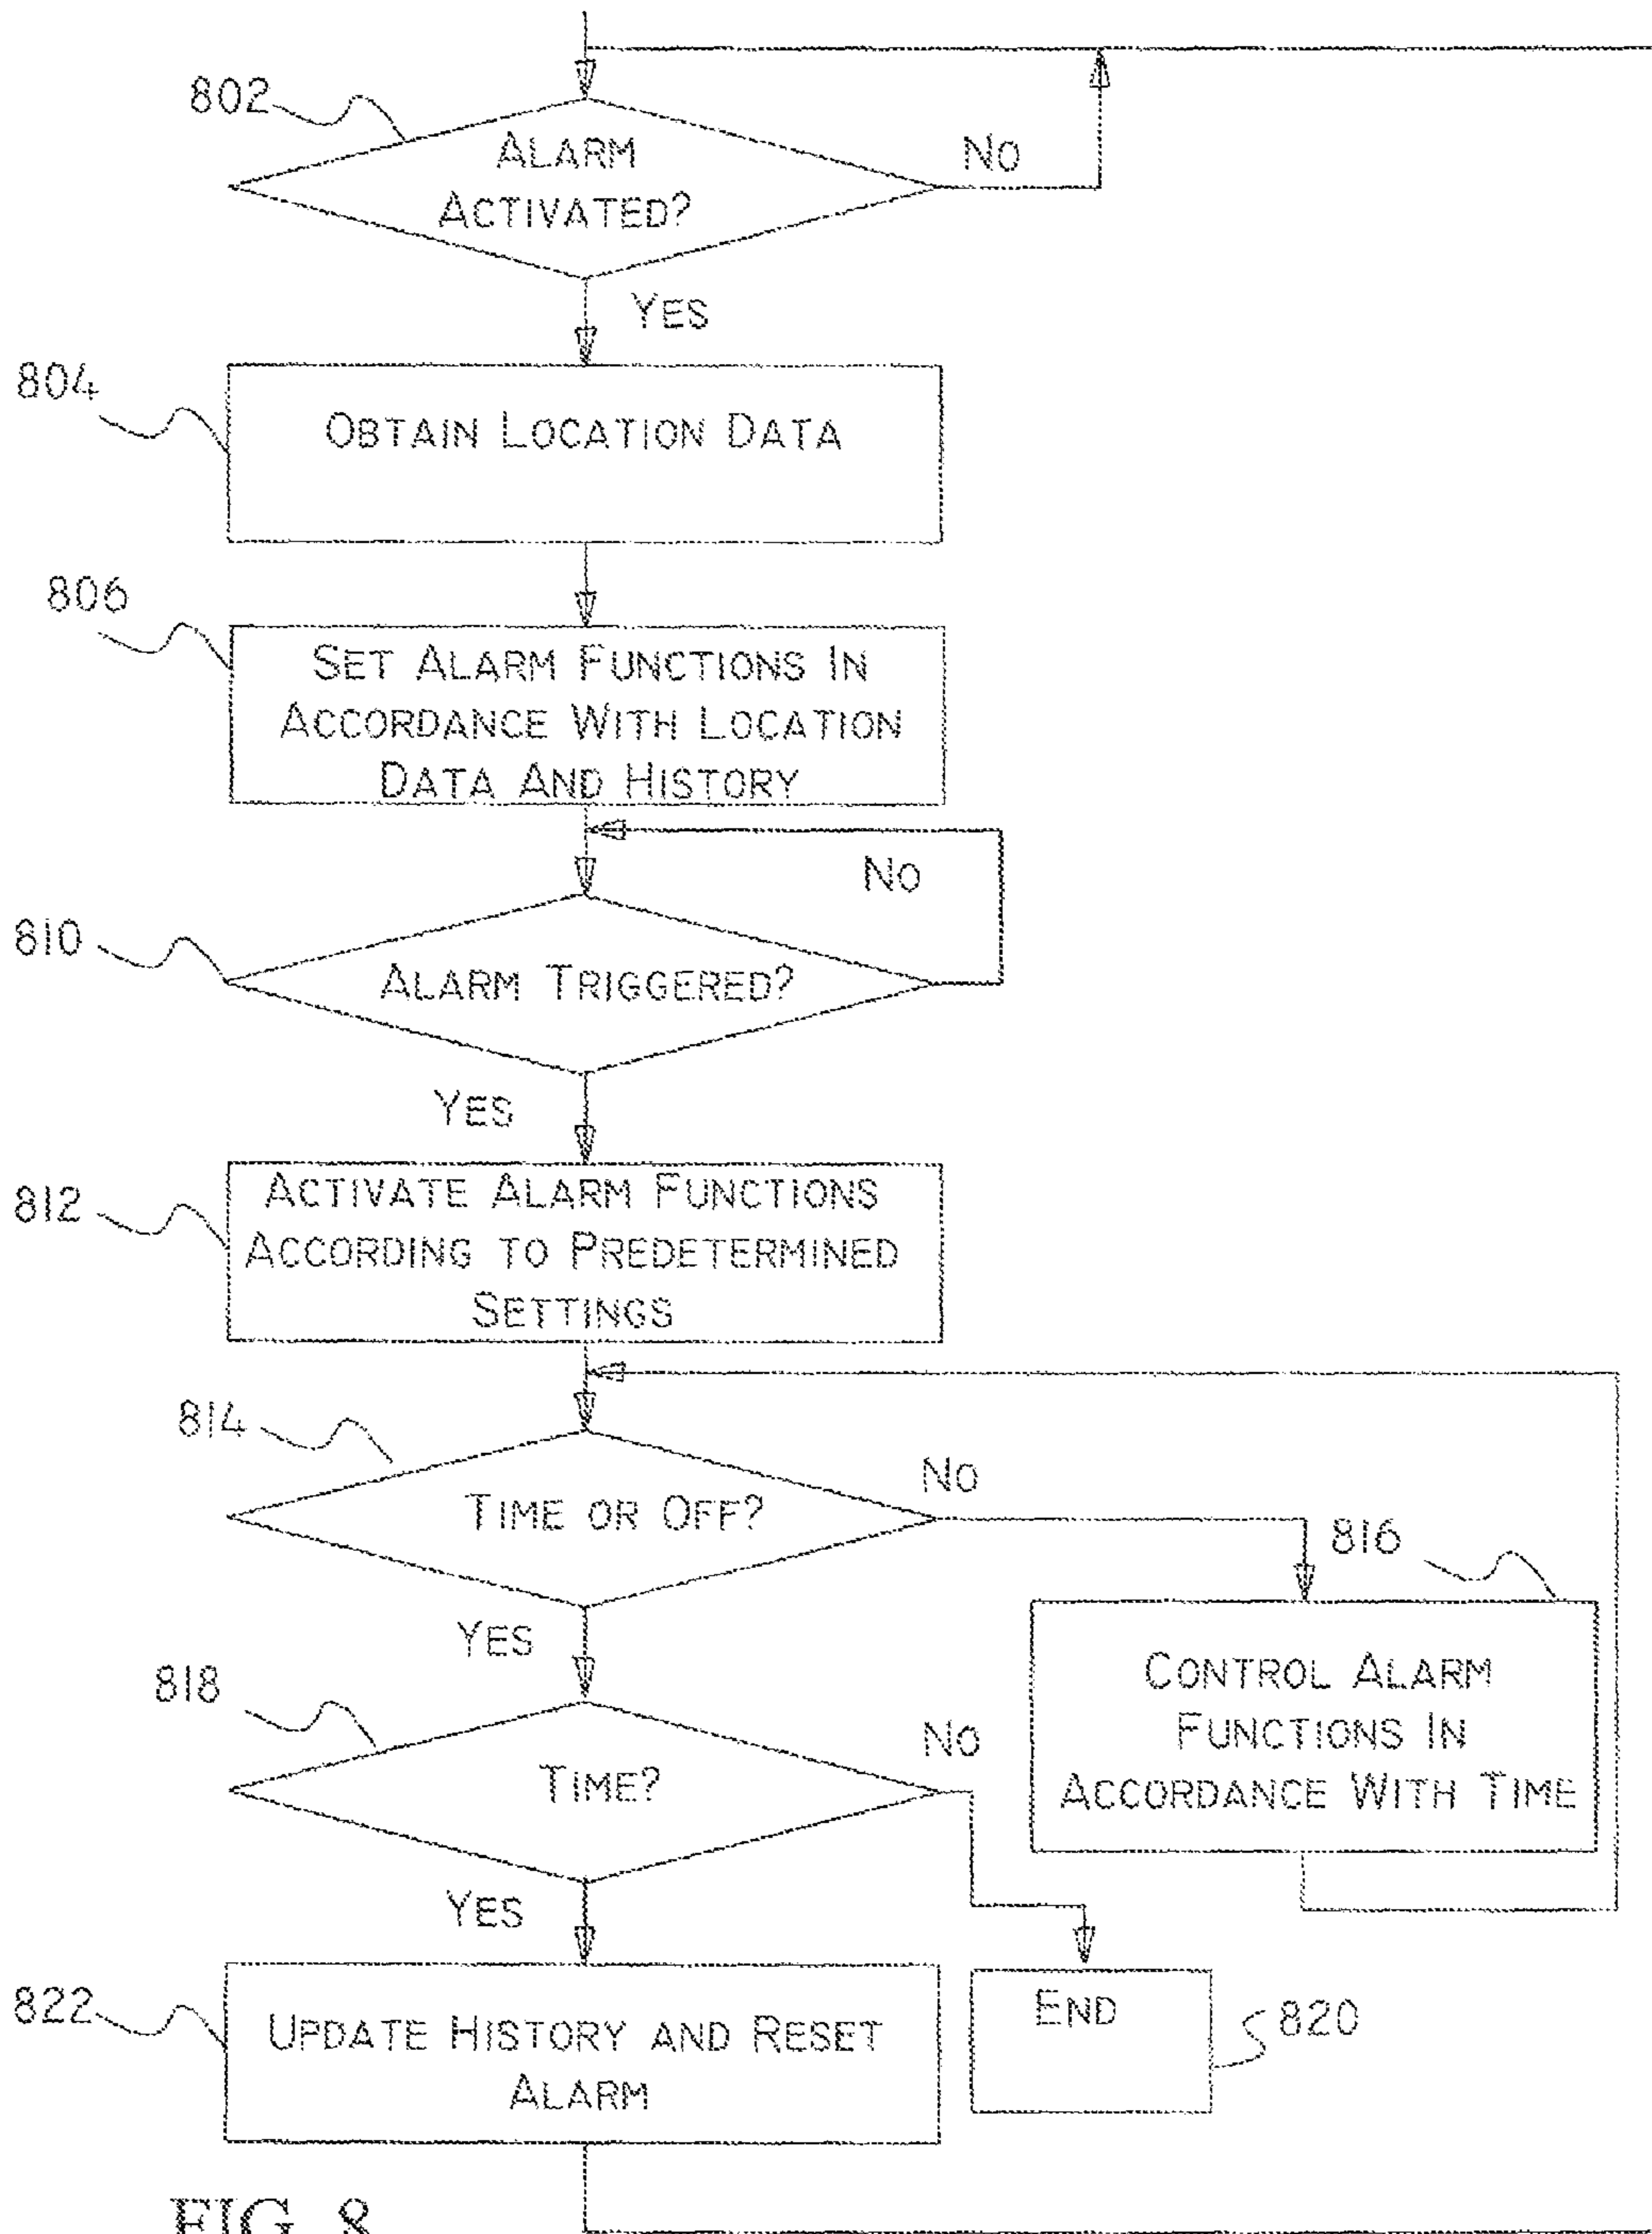 802
ALARM
ACTIVATED?
NO
YES
804
OBTAIN LOCATION DATA
806
SET ALARM FUNCTIONS IN
ACCORDANCE WITH LOCATION
DATA AND HISTORY
NO
810
ALARM TRIGGERED?
YES
812
ACTIVATE ALARM FUNCTIONS
ACCORDING TO PREDETERMINED
SETTINGS
814
TIME OR OFF?
NO
816
YES
CONTROL ALARM
FUNCTIONS IN
ACCORDANCE WITH TIME
818
TIME?
NO
YES
822
UPDATE HISTORY AND RESET
ALARM
END
820
FIG. 8